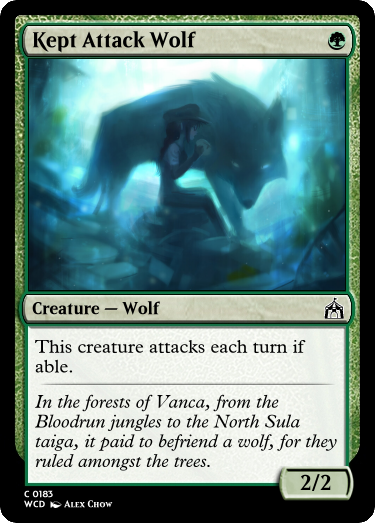 Kept Attack Wolf
Creature — Wolf
This creature attacks each turn if
able.
In the forests of Vanca, from the
Bloodrun jungles to the North Sula
taiga, it paid to befriend a wolf, for they
ruled amongst the trees.
2/2
C 0183
WCD Alex Chow